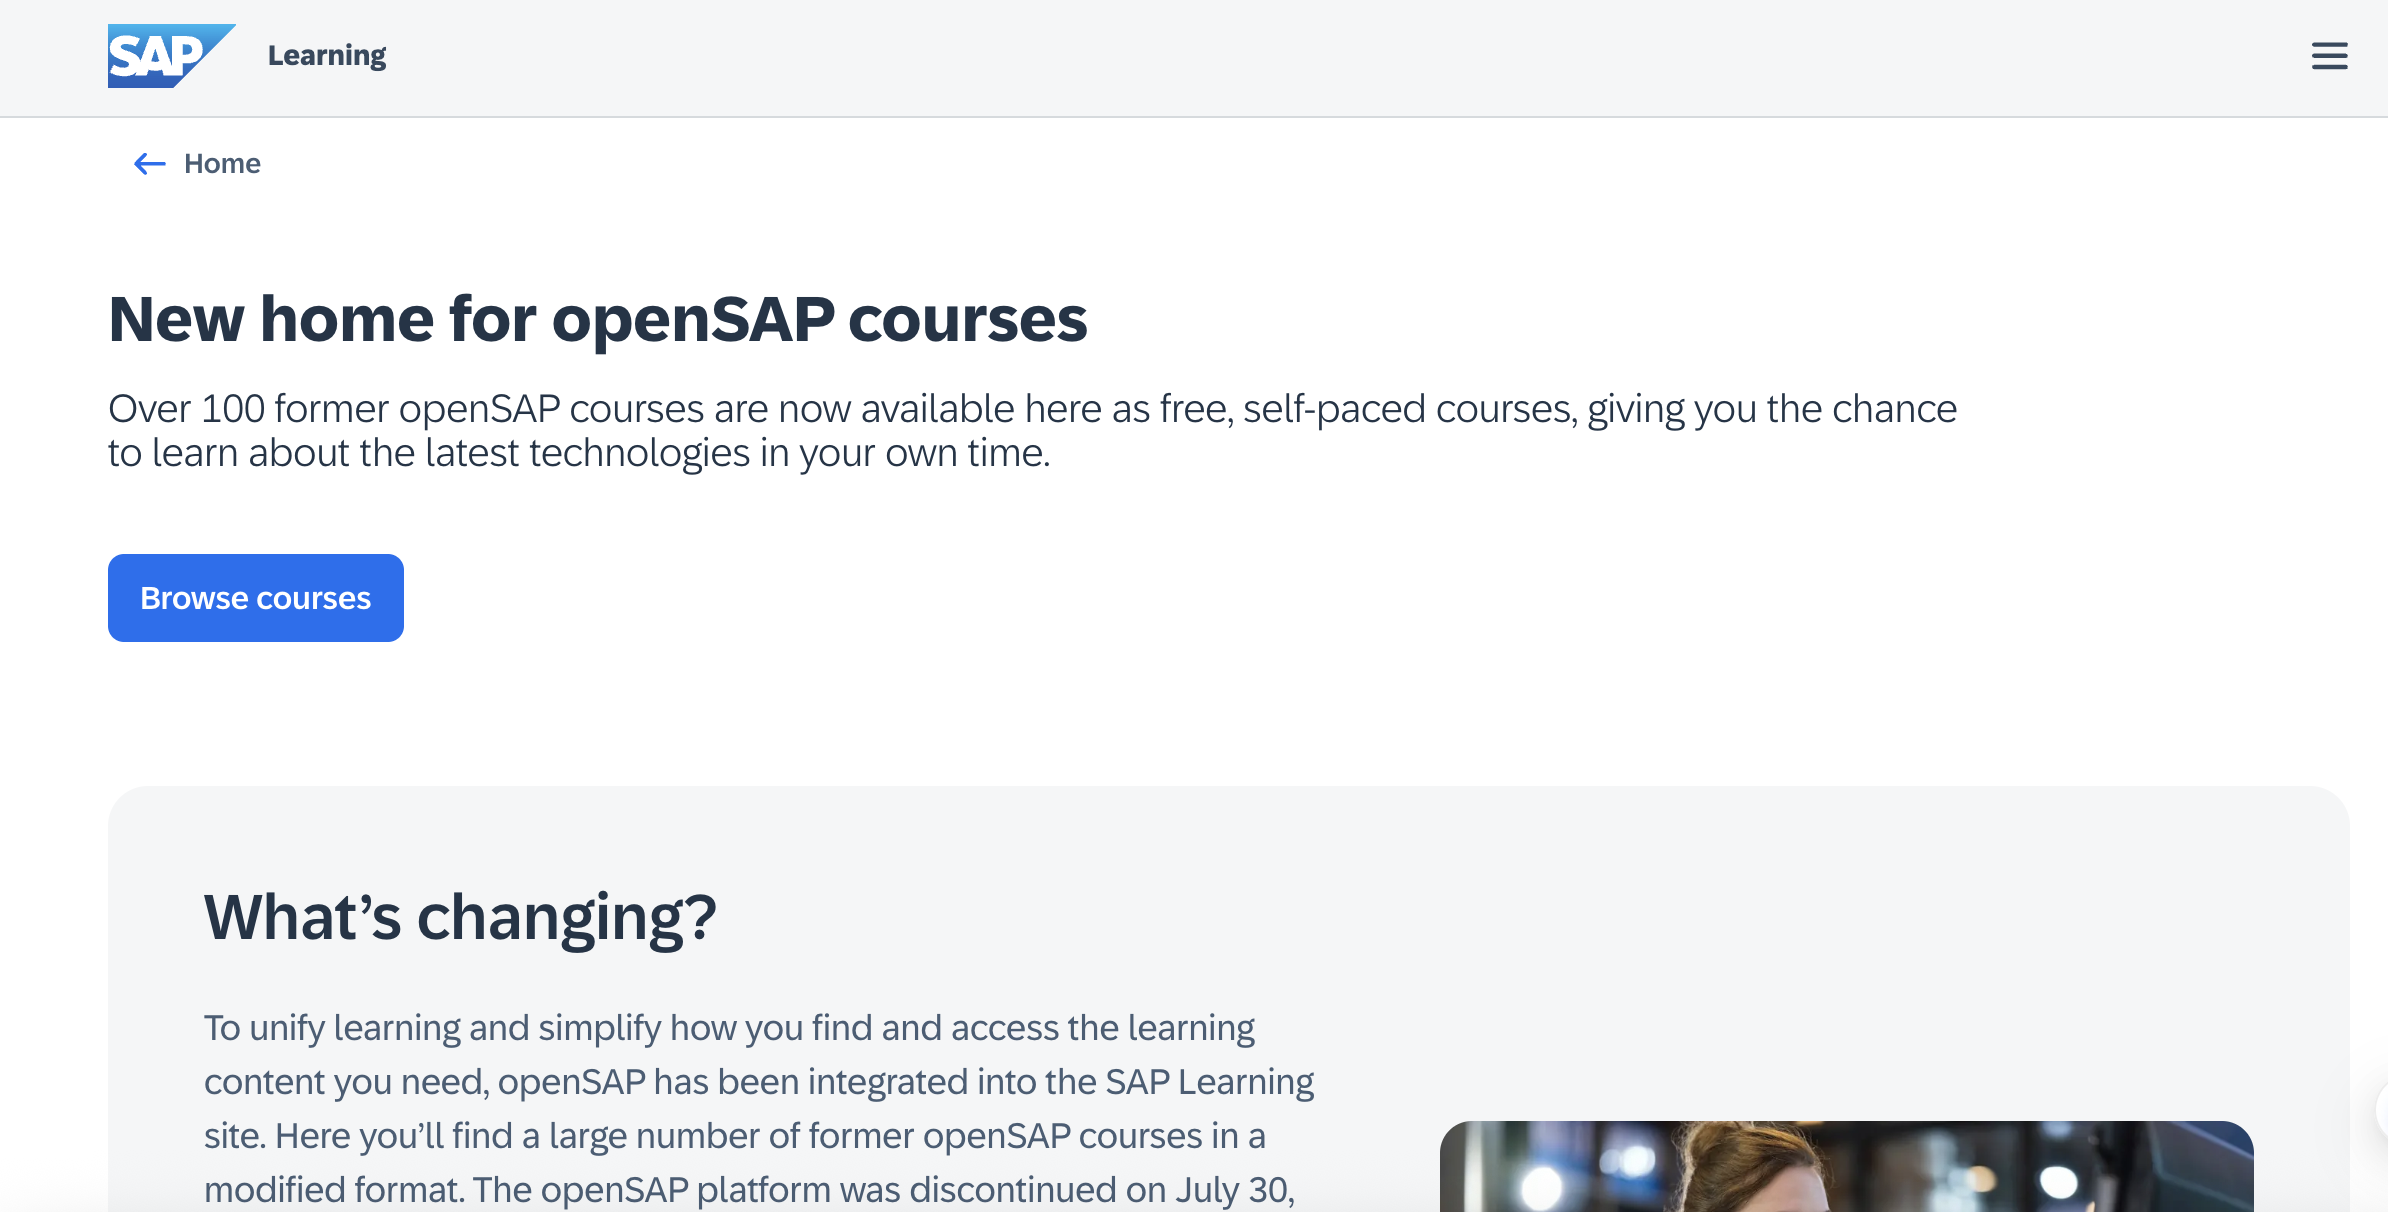 SAP Learning
Home
New home for openSAP courses
Over 100 former openSAP courses are now available here as free, self-paced courses, giving you the chance
to learn about the latest technologies in your own time.
Browse courses
What’s changing?
To unify learning and simplify how you find and access the learning
content you need, openSAP has been integrated into the SAP Learning
site. Here you’ll find a large number of former openSAP courses in a
modified format. The openSAP platform was discontinued on July 30,